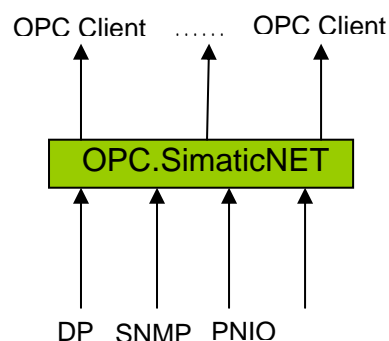 OPC Client ...... OPC Client
OPC.SimaticNET
DP SNMP PNIO